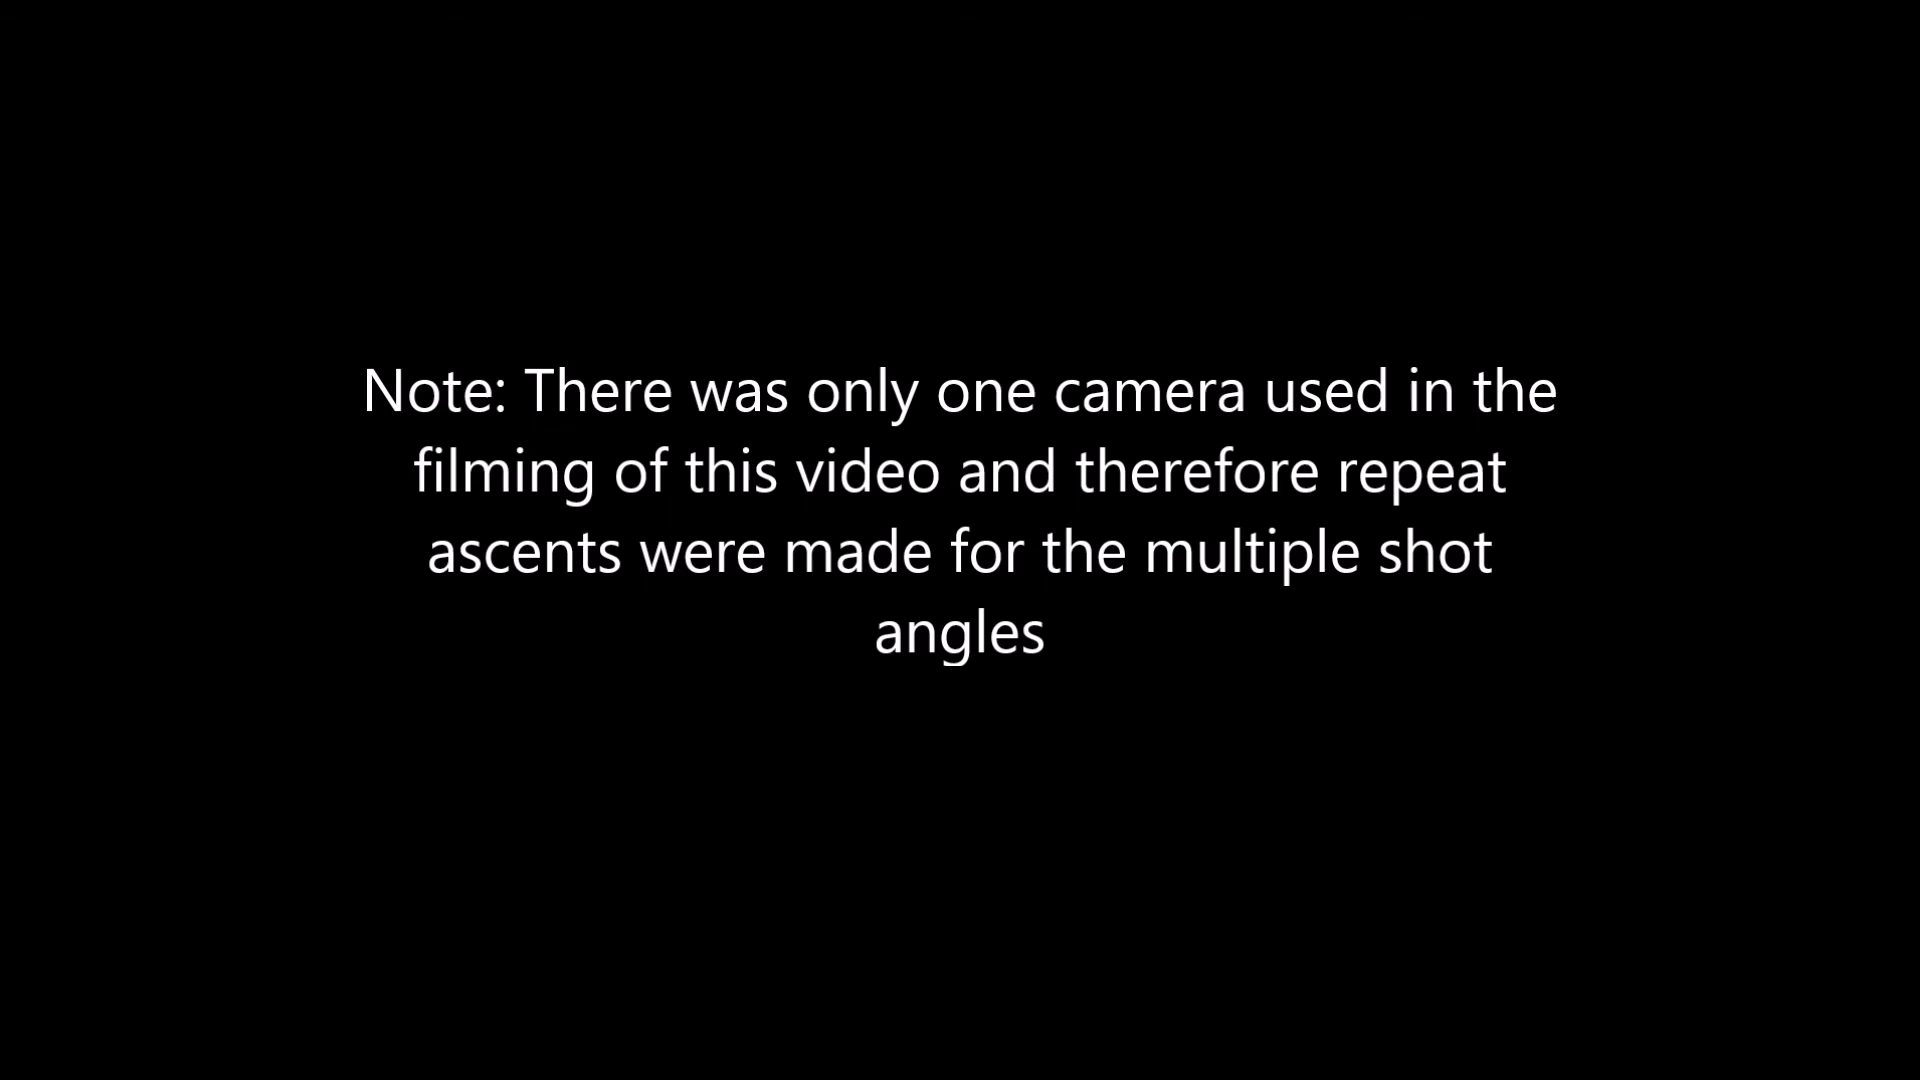 Note: There was only one camera used in the
filming of this video and therefore repeat
ascents were made for the multiple shot
angles